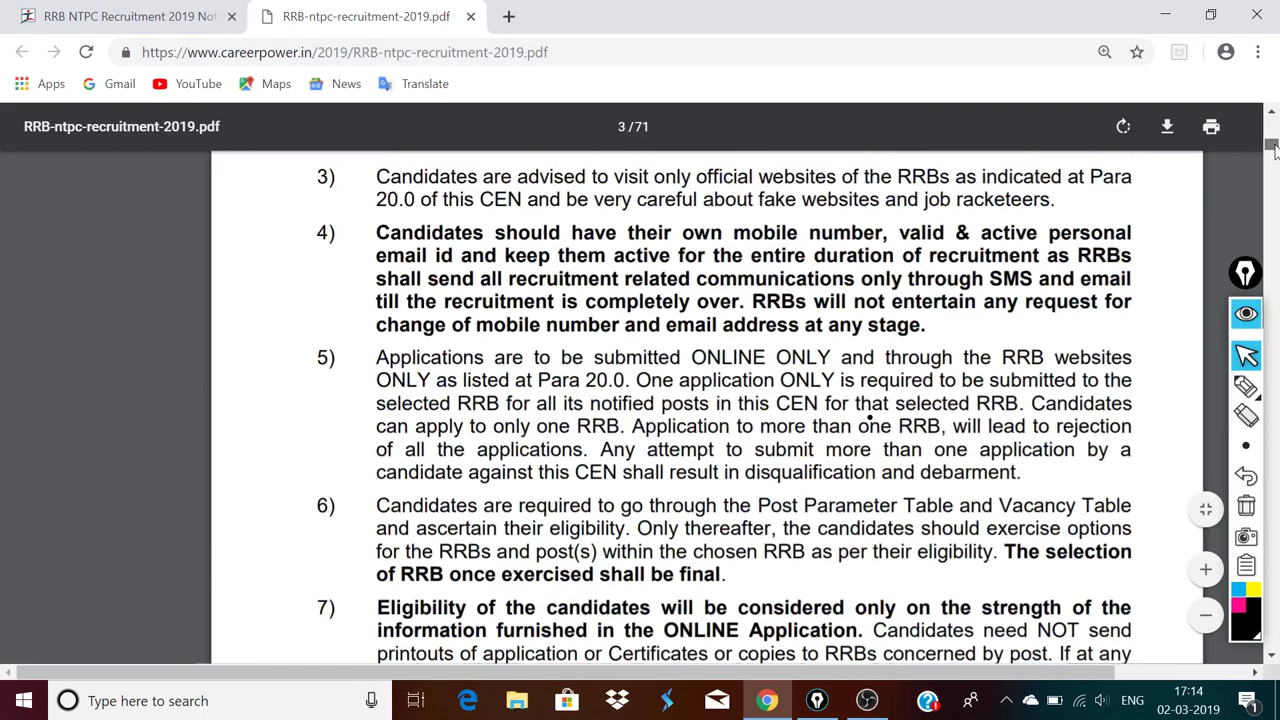 RRB NTPC Recruitment 2019 Not
RRB-ntpc-recruitment-2019.pdf
https://www.careerpower.in/2019/RRB-ntpc-recruitment-2019.pdf
Apps
Gmail
YouTube
Maps
News
Translate
RRB-ntpc-recruitment-2019.pdf
3 / 71
3) Candidates are advised to visit only official websites of the RRBs as indicated at Para
20.0 of this CEN and be very careful about fake websites and job racketeers.
4) Candidates should have their own mobile number, valid & active personal
email id and keep them active for the entire duration of recruitment as RRBs
shall send all recruitment related communications only through SMS and email
till the recruitment is completely over. RRBs will not entertain any request for
change of mobile number and email address at any stage.
5) Applications are to be submitted ONLINE ONLY and through the RRB websites
ONLY as listed at Para 20.0. One application ONLY is required to be submitted to the
selected RRB for all its notified posts in this CEN for that selected RRB. Candidates
can apply to only one RRB. Application to more than one RRB, will lead to rejection
of all the applications. Any attempt to submit more than one application by a
candidate against this CEN shall result in disqualification and debarment.
6) Candidates are required to go through the Post Parameter Table and Vacancy Table
and ascertain their eligibility. Only thereafter, the candidates should exercise options
for the RRBs and post(s) within the chosen RRB as per their eligibility. The selection
of RRB once exercised shall be final.
7) Eligibility of the candidates will be considered only on the strength of the
information furnished in the ONLINE Application. Candidates need NOT send
printouts of application or Certificates or copies to RRBs concerned by post. If at any
Type here to search
ENG
17:14
02-03-2019
1